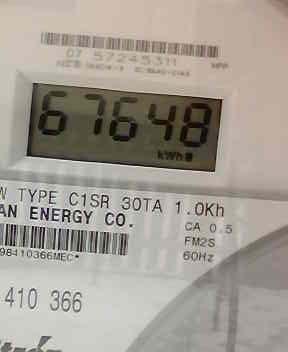 07 57245311
67648
kWh
W TYPE C1SR 30TA 1.0Kh
AN ENERGY CO.
CA 0.5
FM2S
98410366MEC*
60Hz
410 366